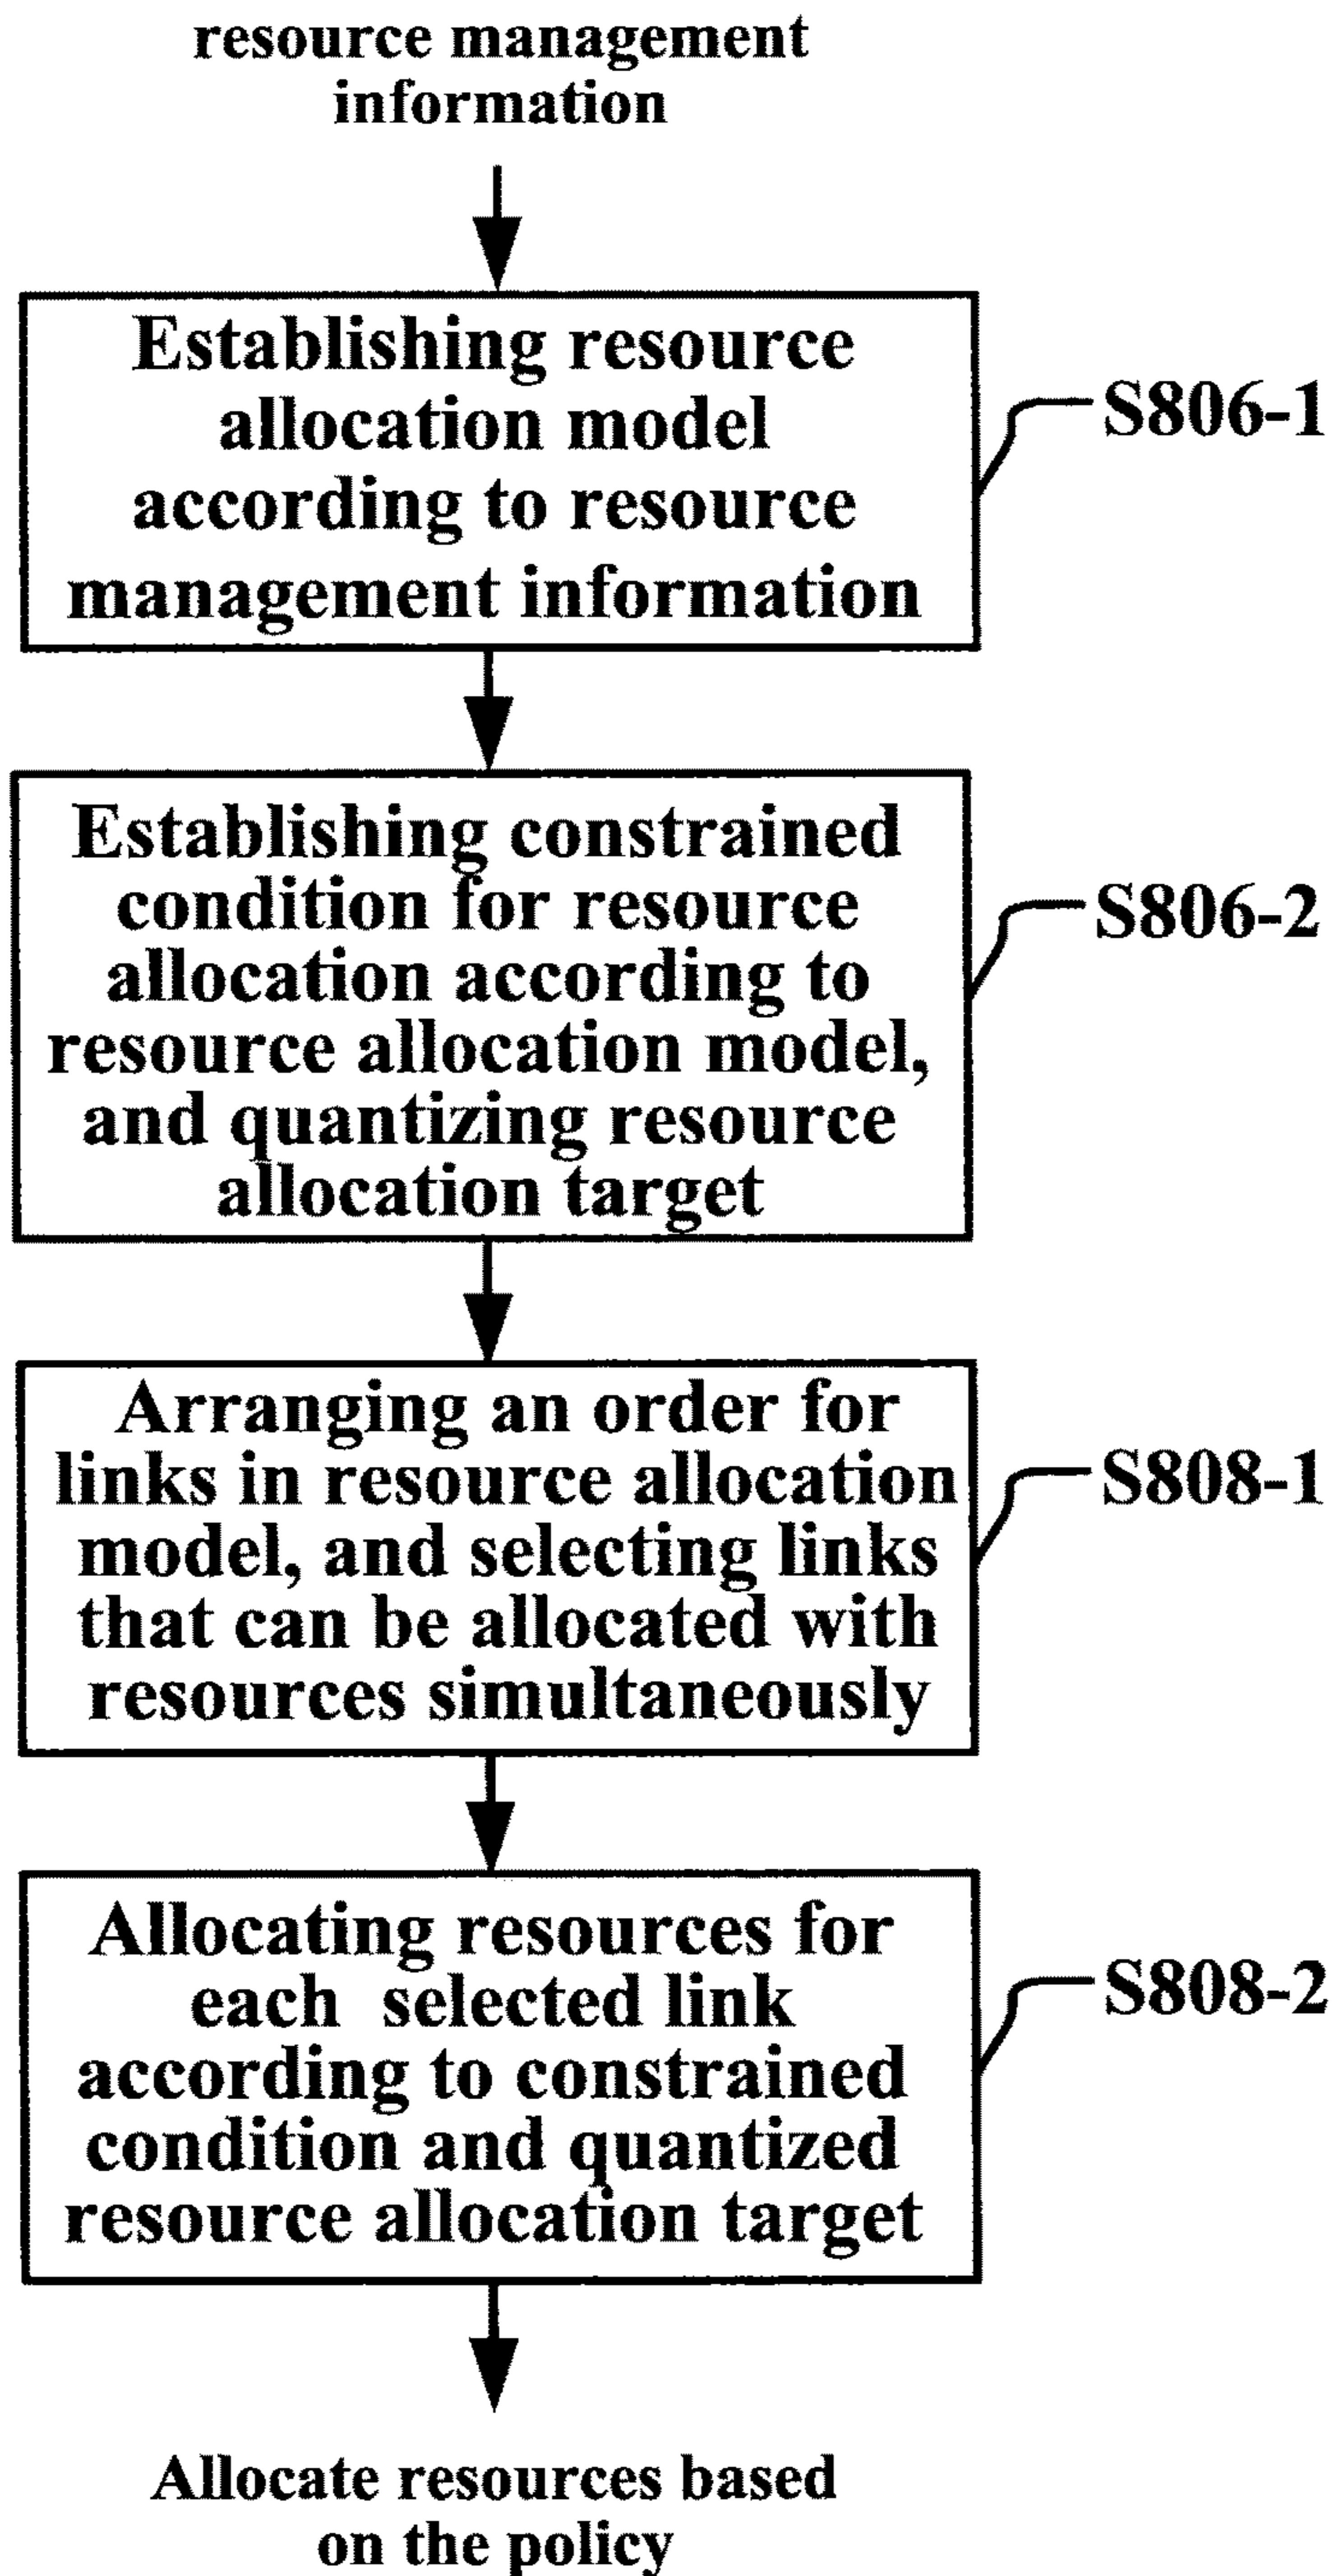 resource management
information
Establishing resource
allocation model
according to resource
management information
S806-1
Establishing constrained
condition for resource
allocation according to
resource allocation model,
and quantizing resource
allocation target
S806-2
Arranging an order for
links in resource allocation
model, and selecting links
that can be allocated with
resources simultaneously
S808-1
Allocating resources for
each selected link
according to constrained
condition and quantized
resource allocation target
S808-2
Allocate resources based
on the policy